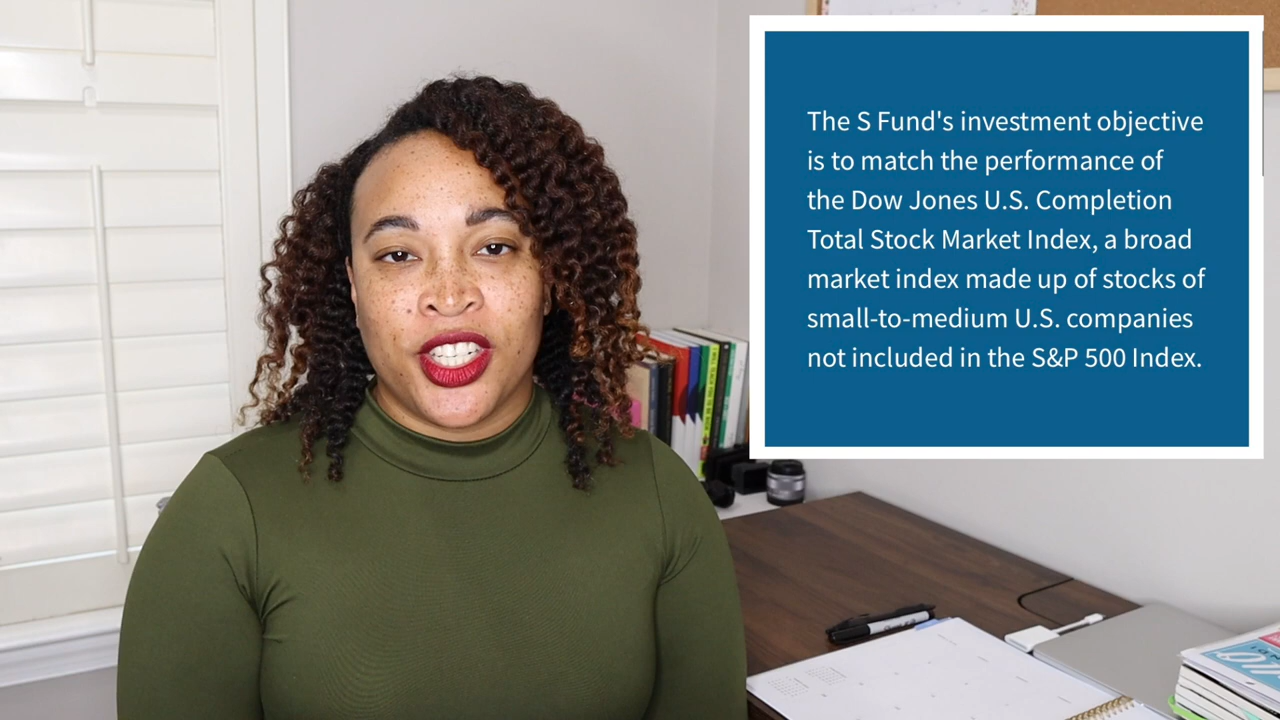 The S Fund's investment objective
is to match the performance of
the Dow Jones U.S. Completion
Total Stock Market Index, a broad
market index made up of stocks of
small-to-medium U.S. companies
not included in the S&P 500 Index.